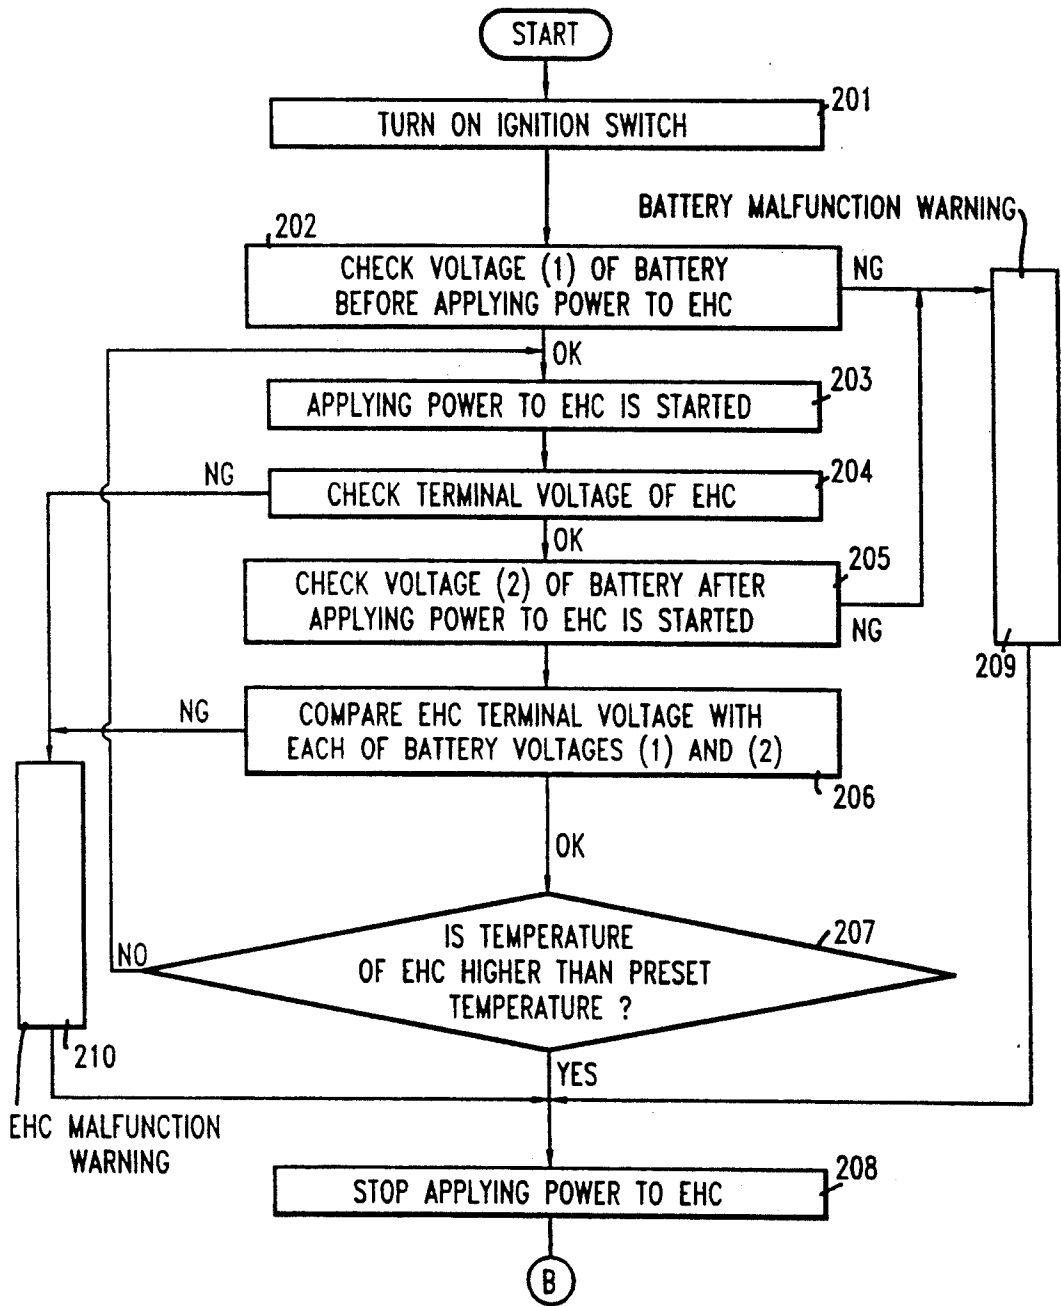 START
201
TURN ON IGNITION SWITCH
BATTERY MALFUNCTION WARNING
202
CHECK VOLTAGE (1) OF BATTERY
BEFORE APPLYING POWER TO EHC
NG
OK
203
APPLYING POWER TO EHC IS STARTED
NG
204
CHECK TERMINAL VOLTAGE OF EHC
OK
205
CHECK VOLTAGE (2) OF BATTERY AFTER
APPLYING POWER TO EHC IS STARTED
NG
209
NG
COMPARE EHC TERMINAL VOLTAGE WITH
EACH OF BATTERY VOLTAGES (1) AND (2)
206
OK
207
IS TEMPERATURE
OF EHC HIGHER THAN PRESET
TEMPERATURE ?
NO
210
YES
EHC MALFUNCTION
WARNING
208
STOP APPLYING POWER TO EHC
B